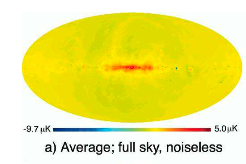 -9.7 μK 5.0 μK
a) Average; full sky, noiseless